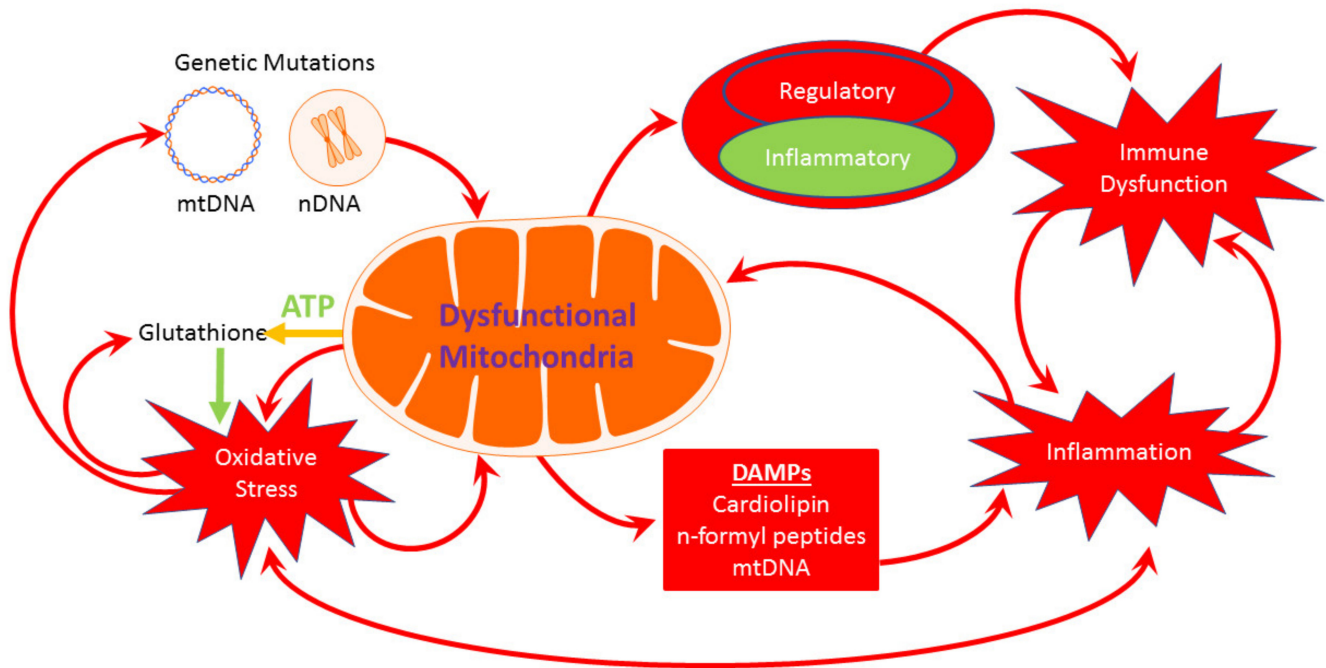 Genetic Mutations
mtDNA
nDNA
Regulatory
Inflammatory
Immune
Dysfunction
ATP
Glutathione
Dysfunctional
Mitochondria
Oxidative
Stress
DAMPs
Cardiolipin
n-formyl peptides
mtDNA
Inflammation